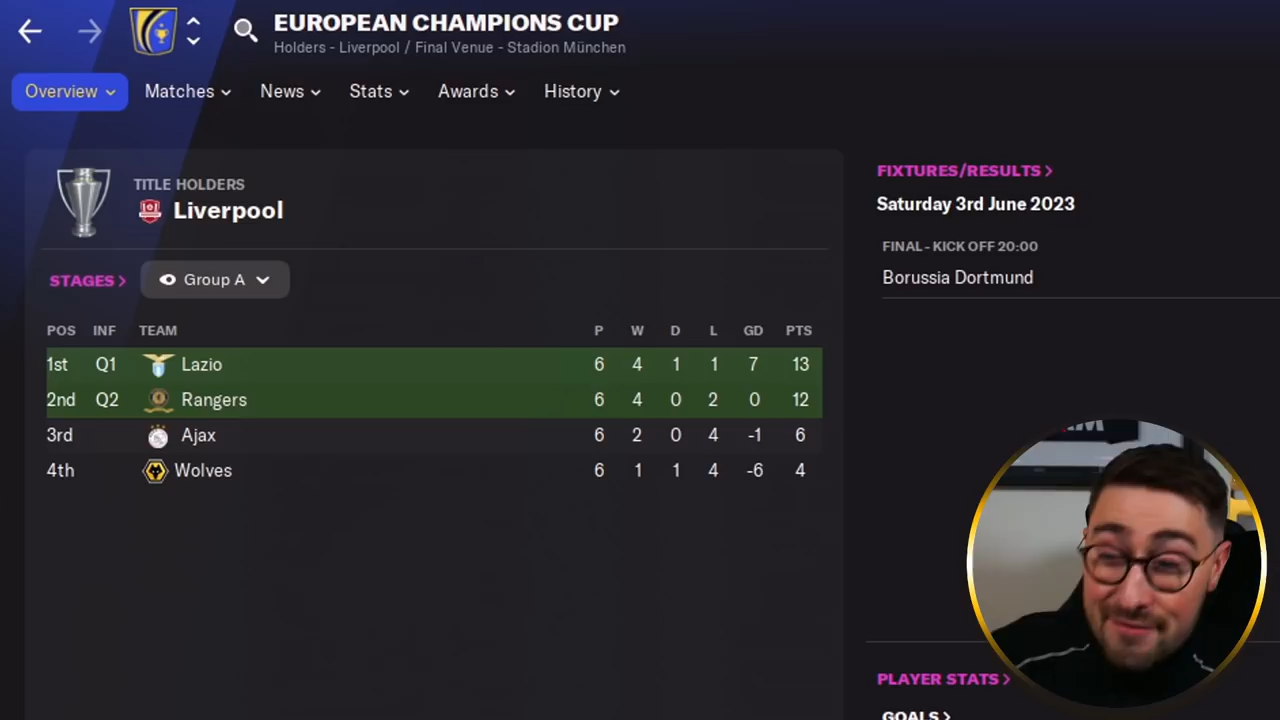 EUROPEAN CHAMPIONS CUP
Holders - Liverpool / Final Venue - Stadion München
Overview Matches News Stats Awards History
TITLE HOLDERS
Liverpool
STAGES Group A
POS INF TEAM P W D L GD PTS
1st Q1 Lazio 6 4 1 1 7 13
2nd Q2 Rangers 6 4 0 2 0 12
3rd Ajax 6 2 0 4 -1 6
4th Wolves 6 1 1 4 -6 4
FIXTURES/RESULTS
Saturday 3rd June 2023
FINAL - KICK OFF 20:00
Borussia Dortmund
PLAYER STATS
GOALS